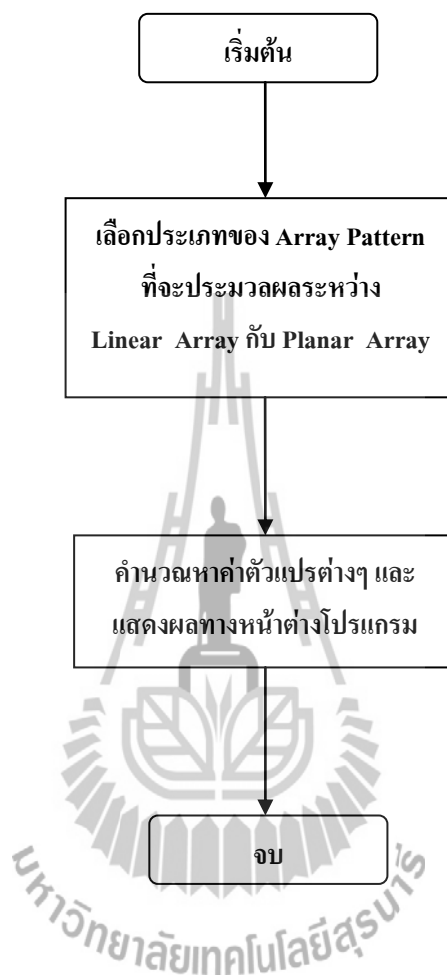 เริ่มต้น
เลือกประเภทของ Array Pattern
ที่จะประมวลผลระหว่าง
Linear Array กับ Planar Array
คำนวณหาค่าตัวแปรต่างๆ และ
แสดงผลทางหน้าต่างโปรแกรม
จบ
มหาวิทยาลัยเทคโนโลยีสุรนารี